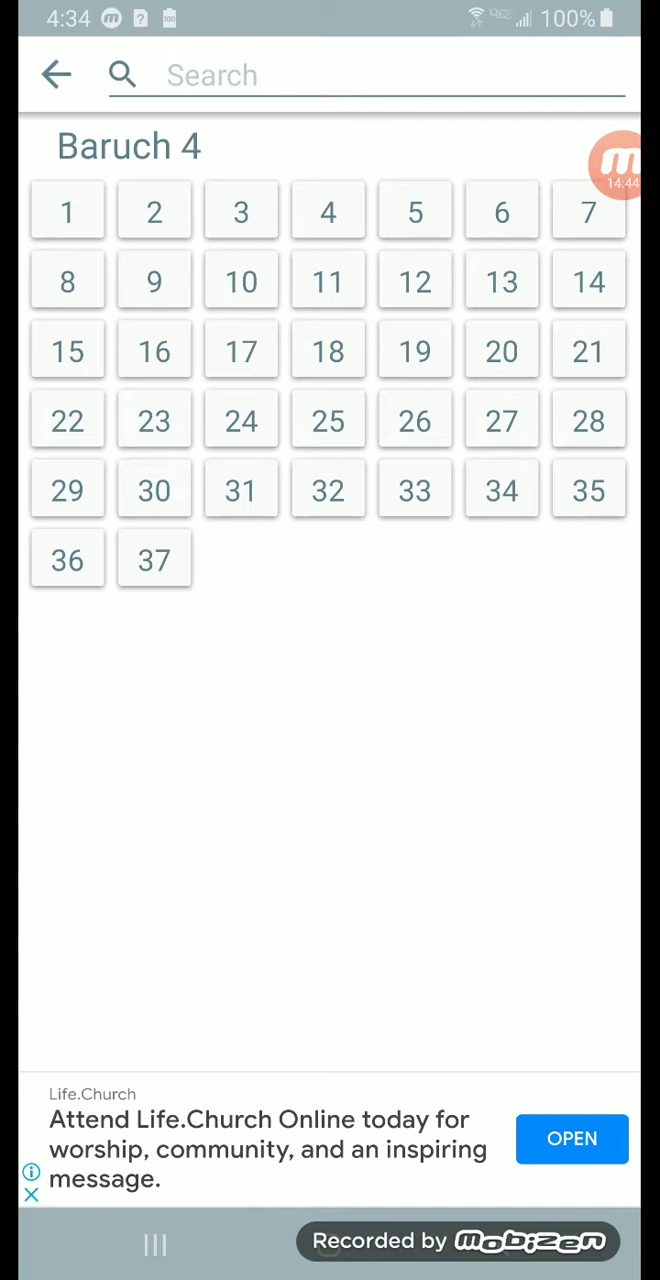 4:34 100%
Search
Baruch 4
14:44
1 2 3 4 5 6 7
8 9 10 11 12 13 14
15 16 17 18 19 20 21
22 23 24 25 26 27 28
29 30 31 32 33 34 35
36 37
Life.Church
Attend Life.Church Online today for
worship, community, and an inspiring
message.
OPEN
Recorded by mobizen